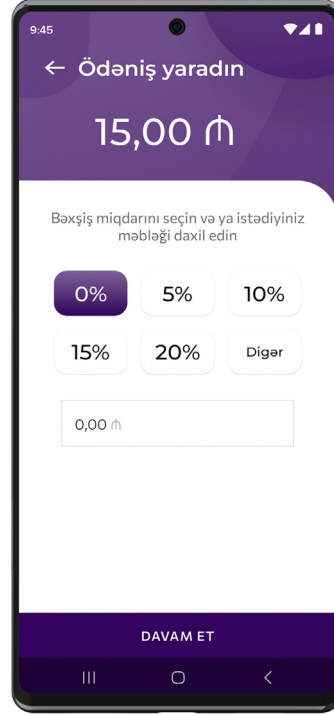 9:45
Ödəniş yaradın
15,00 ₼
Bəxşiş miqdarını seçin və ya istədiyiniz
məbləği daxil edin
0% 5% 10%
15% 20% Digər
0,00 ₼
DAVAM ET